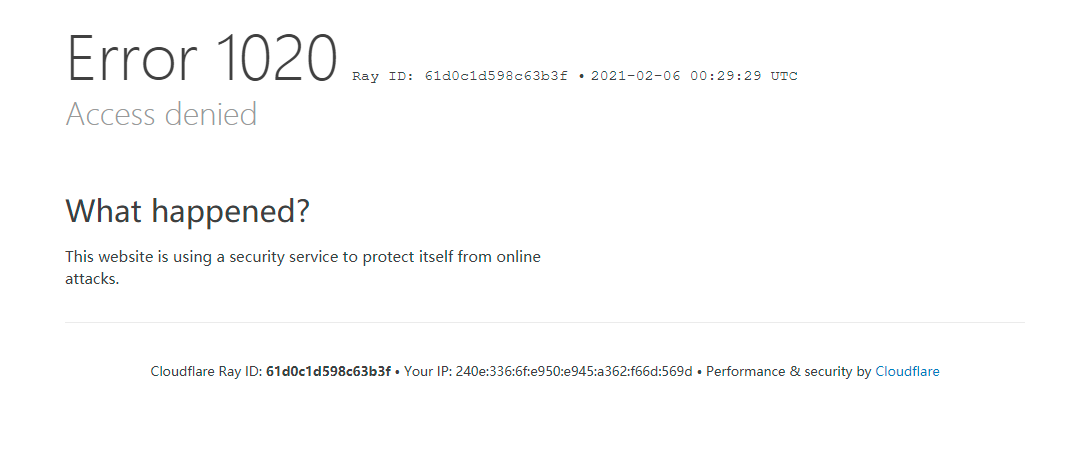 Error 1020 Ray ID: 61d0c1d598c63b3f • 2021-02-06 00:29:29 UTC
Access denied
What happened?
This website is using a security service to protect itself from online
attacks.
Cloudflare Ray ID: 61d0c1d598c63b3f • Your IP: 240e:336:6f:e950:e945:a362:f66d:569d • Performance & security by Cloudflare